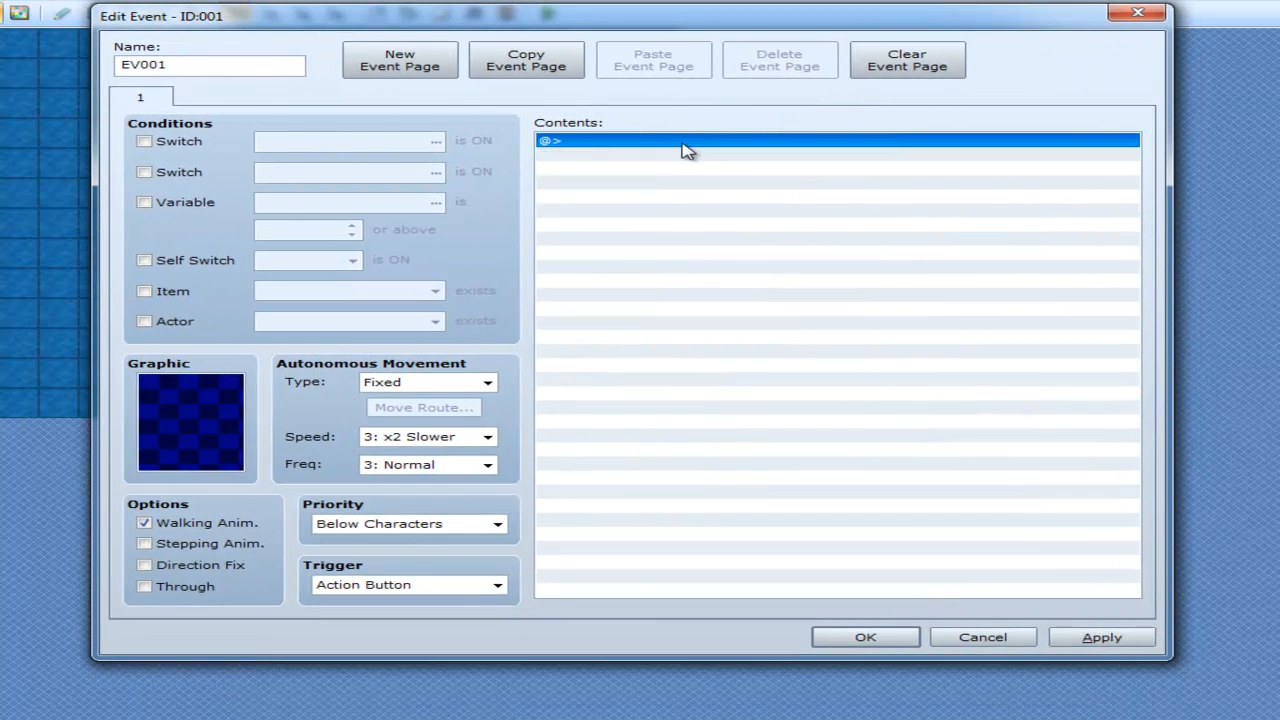 Edit Event - ID:001
Name:
EV001
New
Event Page
Copy
Event Page
Paste
Event Page
Delete
Event Page
Clear
Event Page
1
Conditions
Switch ... is ON
Switch ... is ON
Variable ... is
or above
Self Switch is ON
Item exists
Actor exists
Graphic
Autonomous Movement
Type: Fixed
Move Route...
Speed: 3: x2 Slower
Freq: 3: Normal
Options
Walking Anim.
Stepping Anim.
Direction Fix
Through
Priority
Below Characters
Trigger
Action Button
Contents:
@>
OK
Cancel
Apply